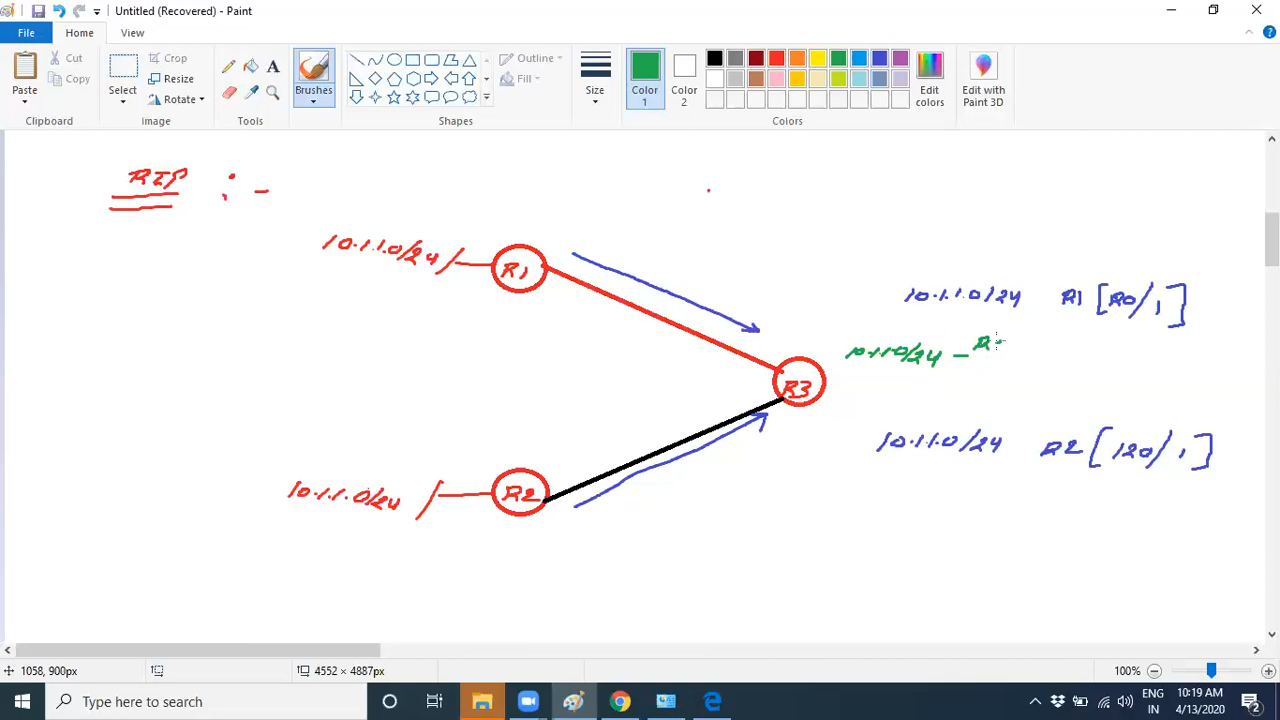 Untitled (Recovered) - Paint
File Home View
Paste Cut Copy Clipboard
Select Crop Resize Rotate Image
Tools
Brushes
Shapes Outline Fill
Size
Color 1 Color 2 Edit colors Edit with Paint 3D
Colors
RIP : -
10.1.1.0/24 R1
10.1.1.0/24 R1 [R0/1]
10.1.1.0/24 - R
R3
10.1.1.0/24 R2 [120/1]
10.1.1.0/24 R2
1058, 900px 4552 × 4887px 100%
Type here to search
ENG IN
10:19 AM
4/13/2020
2